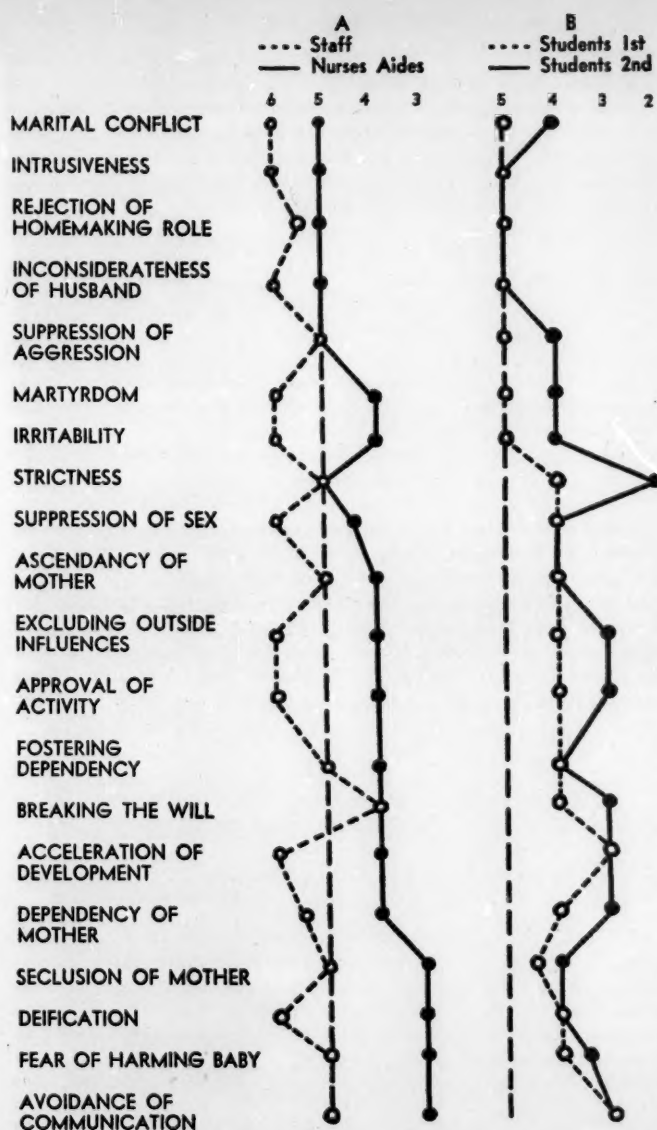 A
B
Staff
Students 1st
Nurses Aides
Students 2nd
6 5 4 3
5 4 3 2
MARITAL CONFLICT
INTRUSIVENESS
REJECTION OF
HOMEMAKING ROLE
INCONSIDERATENESS
OF HUSBAND
SUPPRESSION OF
AGGRESSION
MARTYRDOM
IRRITABILITY
STRICTNESS
SUPPRESSION OF SEX
ASCENDANCY OF
MOTHER
EXCLUDING OUTSIDE
INFLUENCES
APPROVAL OF
ACTIVITY
FOSTERING
DEPENDENCY
BREAKING THE WILL
ACCELERATION OF
DEVELOPMENT
DEPENDENCY OF
MOTHER
SECLUSION OF MOTHER
DEIFICATION
FEAR OF HARMING BABY
AVOIDANCE OF
COMMUNICATION